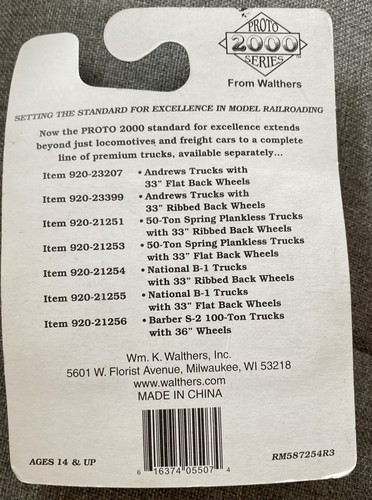 PROTO
2000
SERIES
From Walthers
SETTING THE STANDARD FOR EXCELLENCE IN MODEL RAILROADING
Now the PROTO 2000 standard for excellence extends
beyond just locomotives and freight cars to a complete
line of premium trucks, available separately...
Item 920-23207 • Andrews Trucks with
33" Flat Back Wheels
Item 920-23399 • Andrews Trucks with
33" Ribbed Back Wheels
Item 920-21251 • 50-Ton Spring Plankless Trucks
with 33" Ribbed Back Wheels
Item 920-21253 • 50-Ton Spring Plankless Trucks
with 33" Flat Back Wheels
Item 920-21254 • National B-1 Trucks
with 33" Ribbed Back Wheels
Item 920-21255 • National B-1 Trucks
with 33" Flat Back Wheels
Item 920-21256 • Barber S-2 100-Ton Trucks
with 36" Wheels
Wm. K. Walthers, Inc.
5601 W. Florist Avenue, Milwaukee, WI 53218
www.walthers.com
MADE IN CHINA
AGES 14 & UP
6 16374 05507 4
RM587254R3